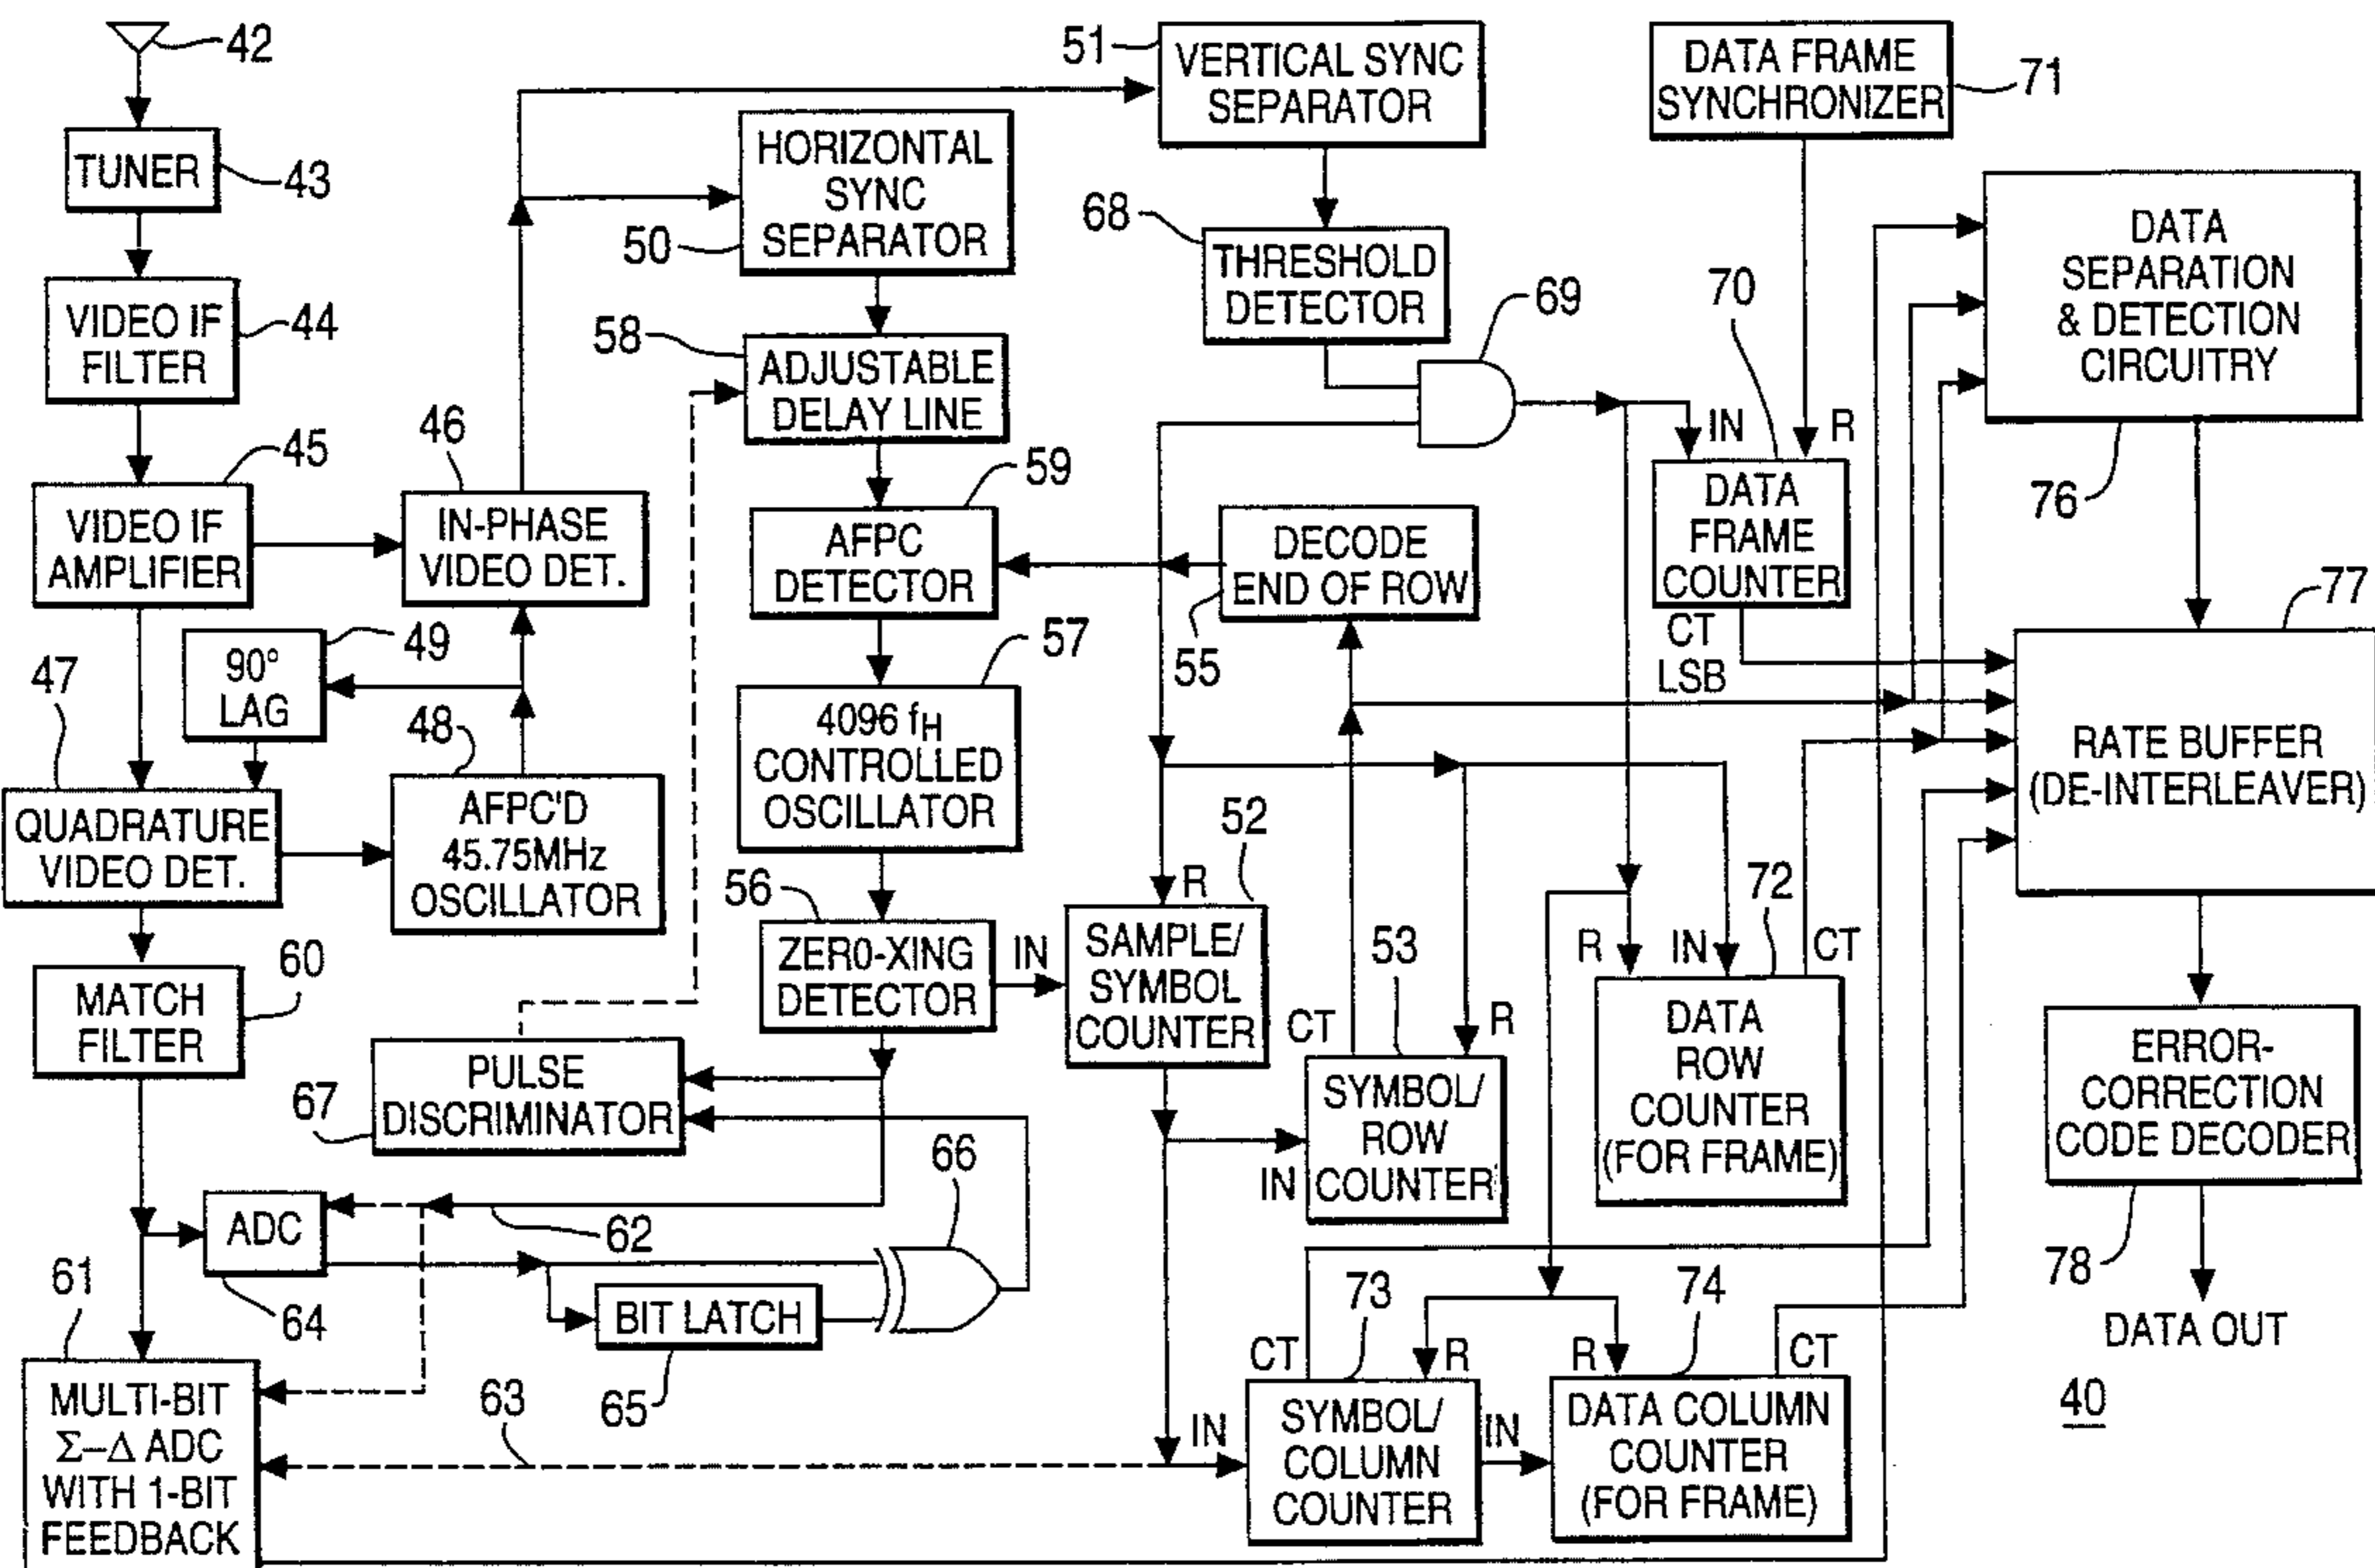 42
TUNER
43
VIDEO IF
FILTER
44
VIDEO IF
AMPLIFIER
45
IN-PHASE
VIDEO DET.
46
90°
LAG
49
47
QUADRATURE
VIDEO DET.
48
AFPC'D
45.75MHz
OSCILLATOR
MATCH
FILTER
60
PULSE
DISCRIMINATOR
67
ADC
64
62
61
MULTI-BIT
Σ–Δ ADC
WITH 1-BIT
FEEDBACK
BIT LATCH
65
66
63
HORIZONTAL
SYNC
SEPARATOR
50
58
ADJUSTABLE
DELAY LINE
59
AFPC
DETECTOR
57
4096 fH
CONTROLLED
OSCILLATOR
56
ZER0-XING
DETECTOR
IN
51
VERTICAL SYNC
SEPARATOR
68
THRESHOLD
DETECTOR
69
DECODE
END OF ROW
55
R
52
SAMPLE/
SYMBOL
COUNTER
CT
53
R
SYMBOL/
ROW
COUNTER
IN
DATA FRAME
SYNCHRONIZER
71
70
IN
R
DATA
FRAME
COUNTER
CT
LSB
R
IN
72
CT
DATA
ROW
COUNTER
(FOR FRAME)
CT
73
R
IN
SYMBOL/
COLUMN
COUNTER
IN
R
74
CT
DATA COLUMN
COUNTER
(FOR FRAME)
DATA
SEPARATION
& DETECTION
CIRCUITRY
76
77
RATE BUFFER
(DE-INTERLEAVER)
ERROR-
CORRECTION
CODE DECODER
78
DATA OUT
40